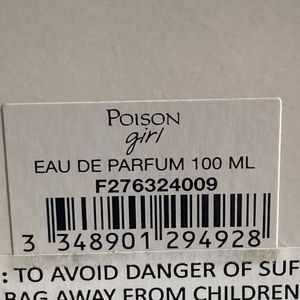 POISON
girl
EAU DE PARFUM 100 ML
F276324009
3 348901 294928
: TO AVOID DANGER OF SUF
BAG AWAY FROM CHILDREN